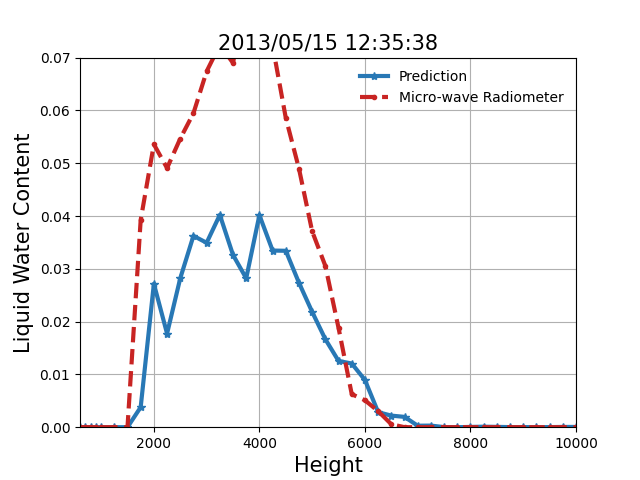 2013/05/15 12:35:38
Liquid Water Content
0.07
0.06
0.05
0.04
0.03
0.02
0.01
0.00
Prediction
Micro-wave Radiometer
2000 4000 6000 8000 10000
Height